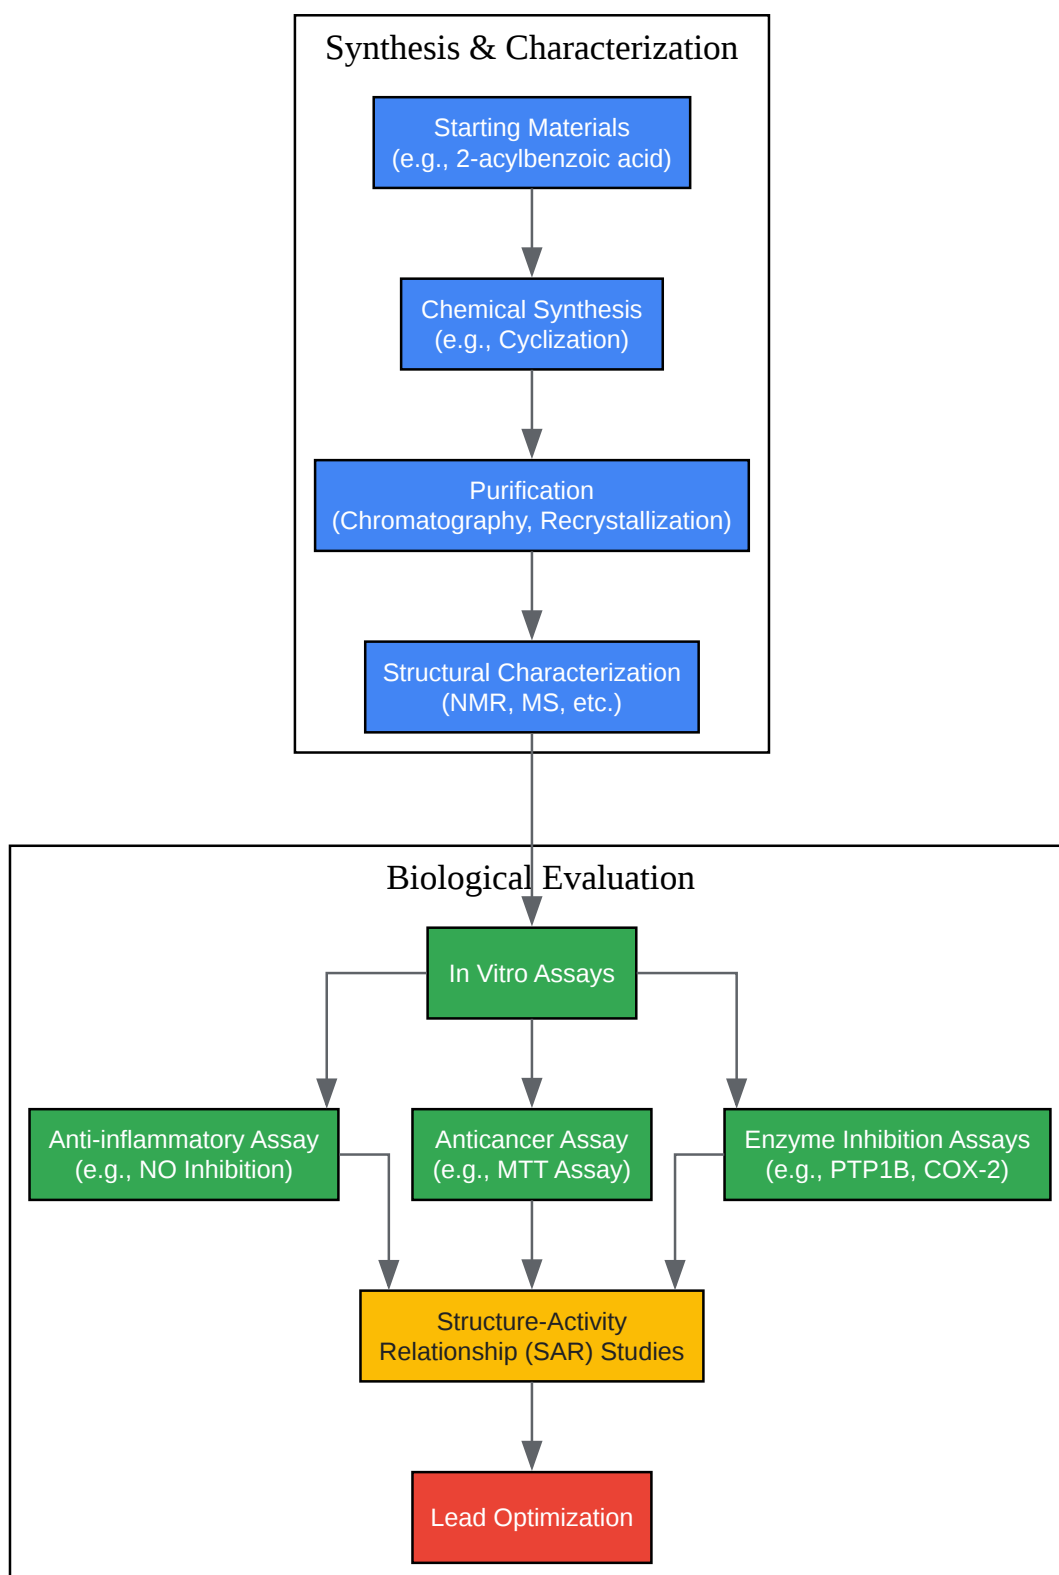 Synthesis & Characterization
Starting Materials
(e.g., 2-acylbenzoic acid)
Chemical Synthesis
(e.g., Cyclization)
Purification
(Chromatography, Recrystallization)
Structural Characterization
(NMR, MS, etc.)
Biological Evaluation
In Vitro Assays
Anti-inflammatory Assay
(e.g., NO Inhibition)
Anticancer Assay
(e.g., MTT Assay)
Enzyme Inhibition Assays
(e.g., PTP1B, COX-2)
Structure-Activity
Relationship (SAR) Studies
Lead Optimization